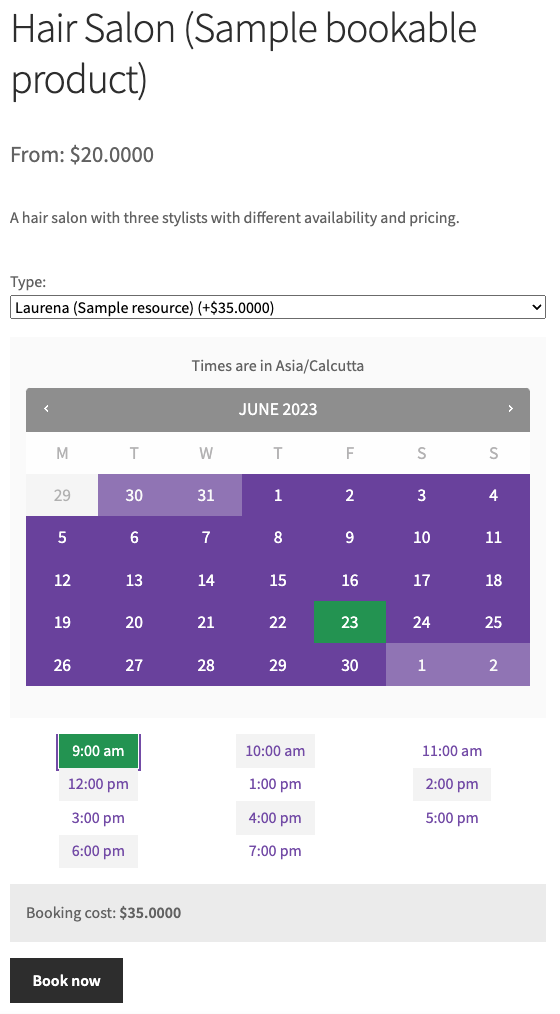 Hair Salon (Sample bookable
product)
From: $20.0000
A hair salon with three stylists with different availability and pricing.
Type:
Laurena (Sample resource) (+$35.0000)
Times are in Asia/Calcutta
JUNE 2023
M T W T F S S
29 30 31 1 2 3 4
5 6 7 8 9 10 11
12 13 14 15 16 17 18
19 20 21 22 23 24 25
26 27 28 29 30 1 2
9:00 am 10:00 am 11:00 am
12:00 pm 1:00 pm 2:00 pm
3:00 pm 4:00 pm 5:00 pm
6:00 pm 7:00 pm
Booking cost: $35.0000
Book now